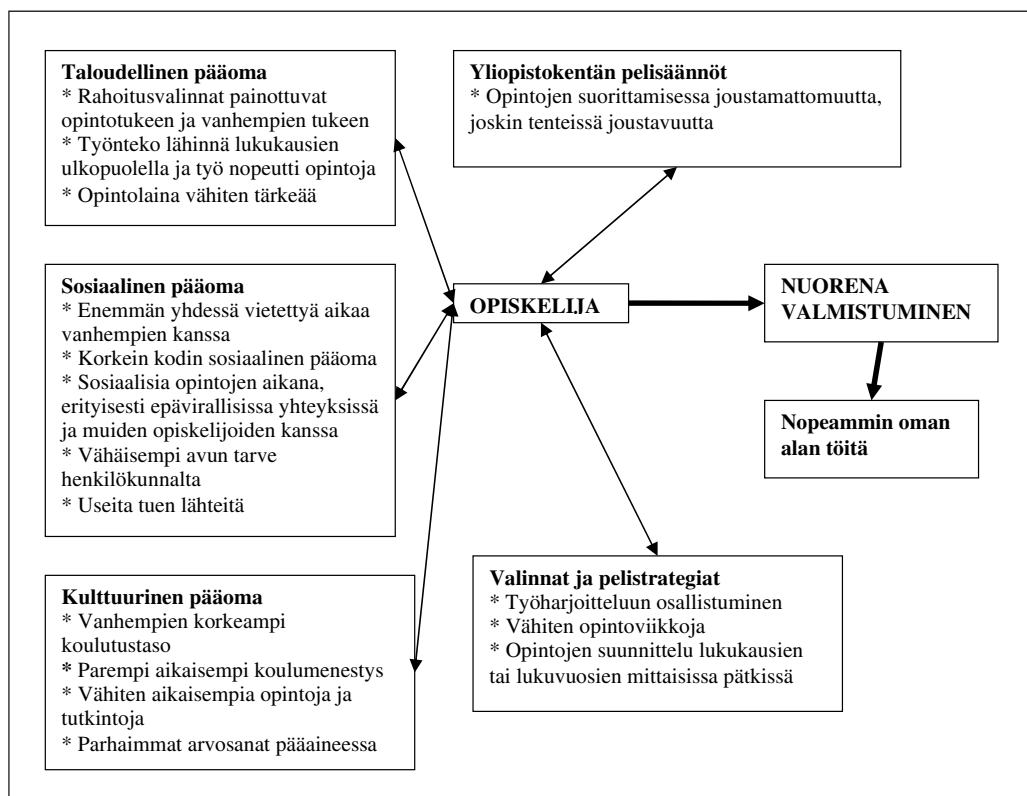 Taloudellinen pääoma
* Rahoitusvalinnat painottuvat
opintotukeen ja vanhempien tukeen
* Työnteko lähinnä lukukausien
ulkopuolella ja työ nopeutti opintoja
* Opintolaina vähiten tärkeää
Yliopistokentän pelisäännöt
* Opintojen suorittamisessa joustamattomuutta,
joskin tenteissä joustavuutta
Sosiaalinen pääoma
* Enemmän yhdessä vietettyä aikaa
vanhempien kanssa
* Korkein kodin sosiaalinen pääoma
* Sosiaalisia opintojen aikana,
erityisesti epävirallisissa yhteyksissä
ja muiden opiskelijoiden kanssa
* Vähäisempi avun tarve
henkilökunnalta
* Useita tuen lähteitä
OPISKELIJA
NUORENA
VALMISTUMINEN
Nopeammin oman
alan töitä
Kulttuurinen pääoma
* Vanhempien korkeampi
koulutustaso
* Parempi aikaisempi koulumenestys
* Vähiten aikaisempia opintoja ja
tutkintoja
* Parhaimmat arvosanat pääaineessa
Valinnat ja pelistrategiat
* Työharjoitteluun osallistuminen
* Vähiten opintoviikkoja
* Opintojen suunnittelu lukukausien
tai lukuvuosien mittaisissa pätkissä